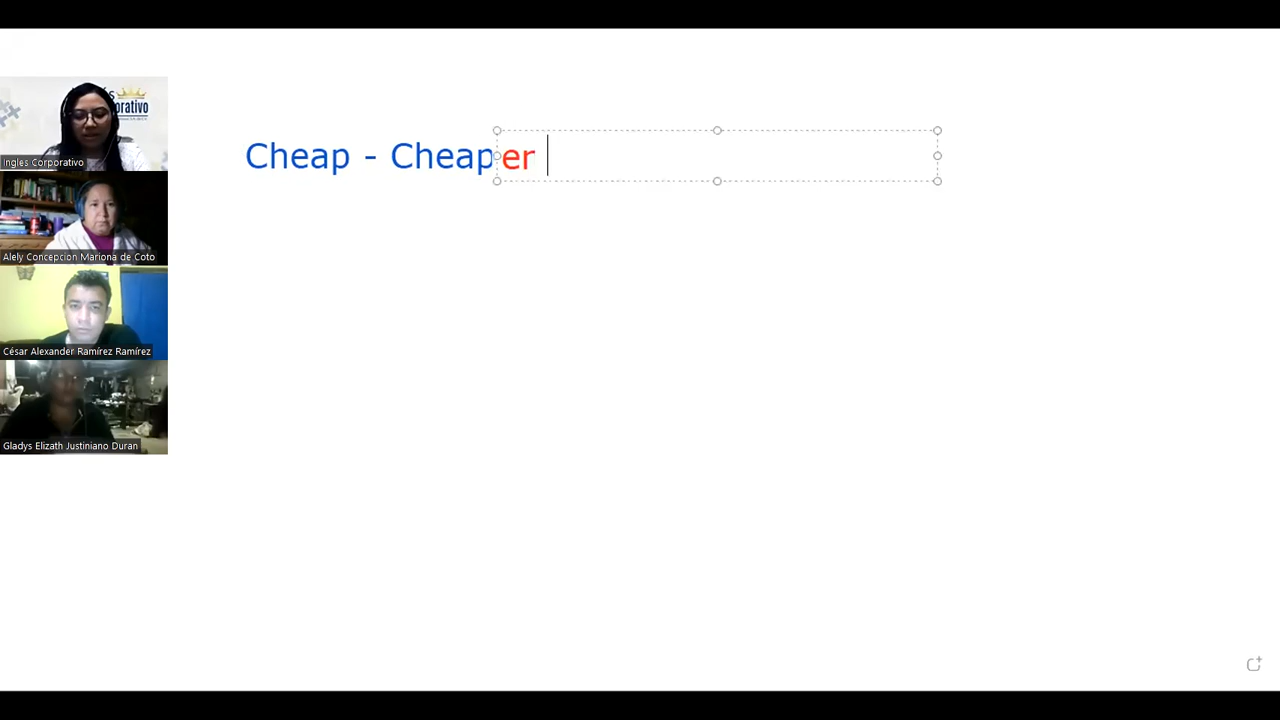 Ingles Corporativo
Alely Concepcion Mariona de Coto
César Alexander Ramírez Ramírez
Gladys Elizath Justiniano Duran
Cheap - Cheaper